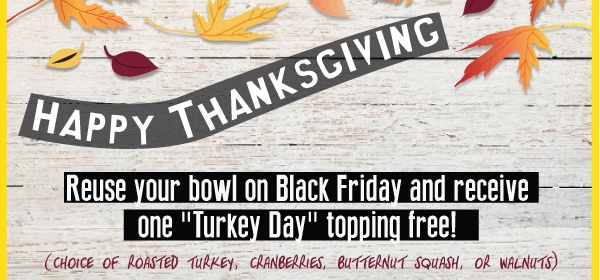 HAPPY THANKSGIVING
Reuse your bowl on Black Friday and receive
one "Turkey Day" topping free!
(CHOICE OF ROASTED TURKEY, CRANBERRIES, BUTTERNUT SQUASH, OR WALNUTS)